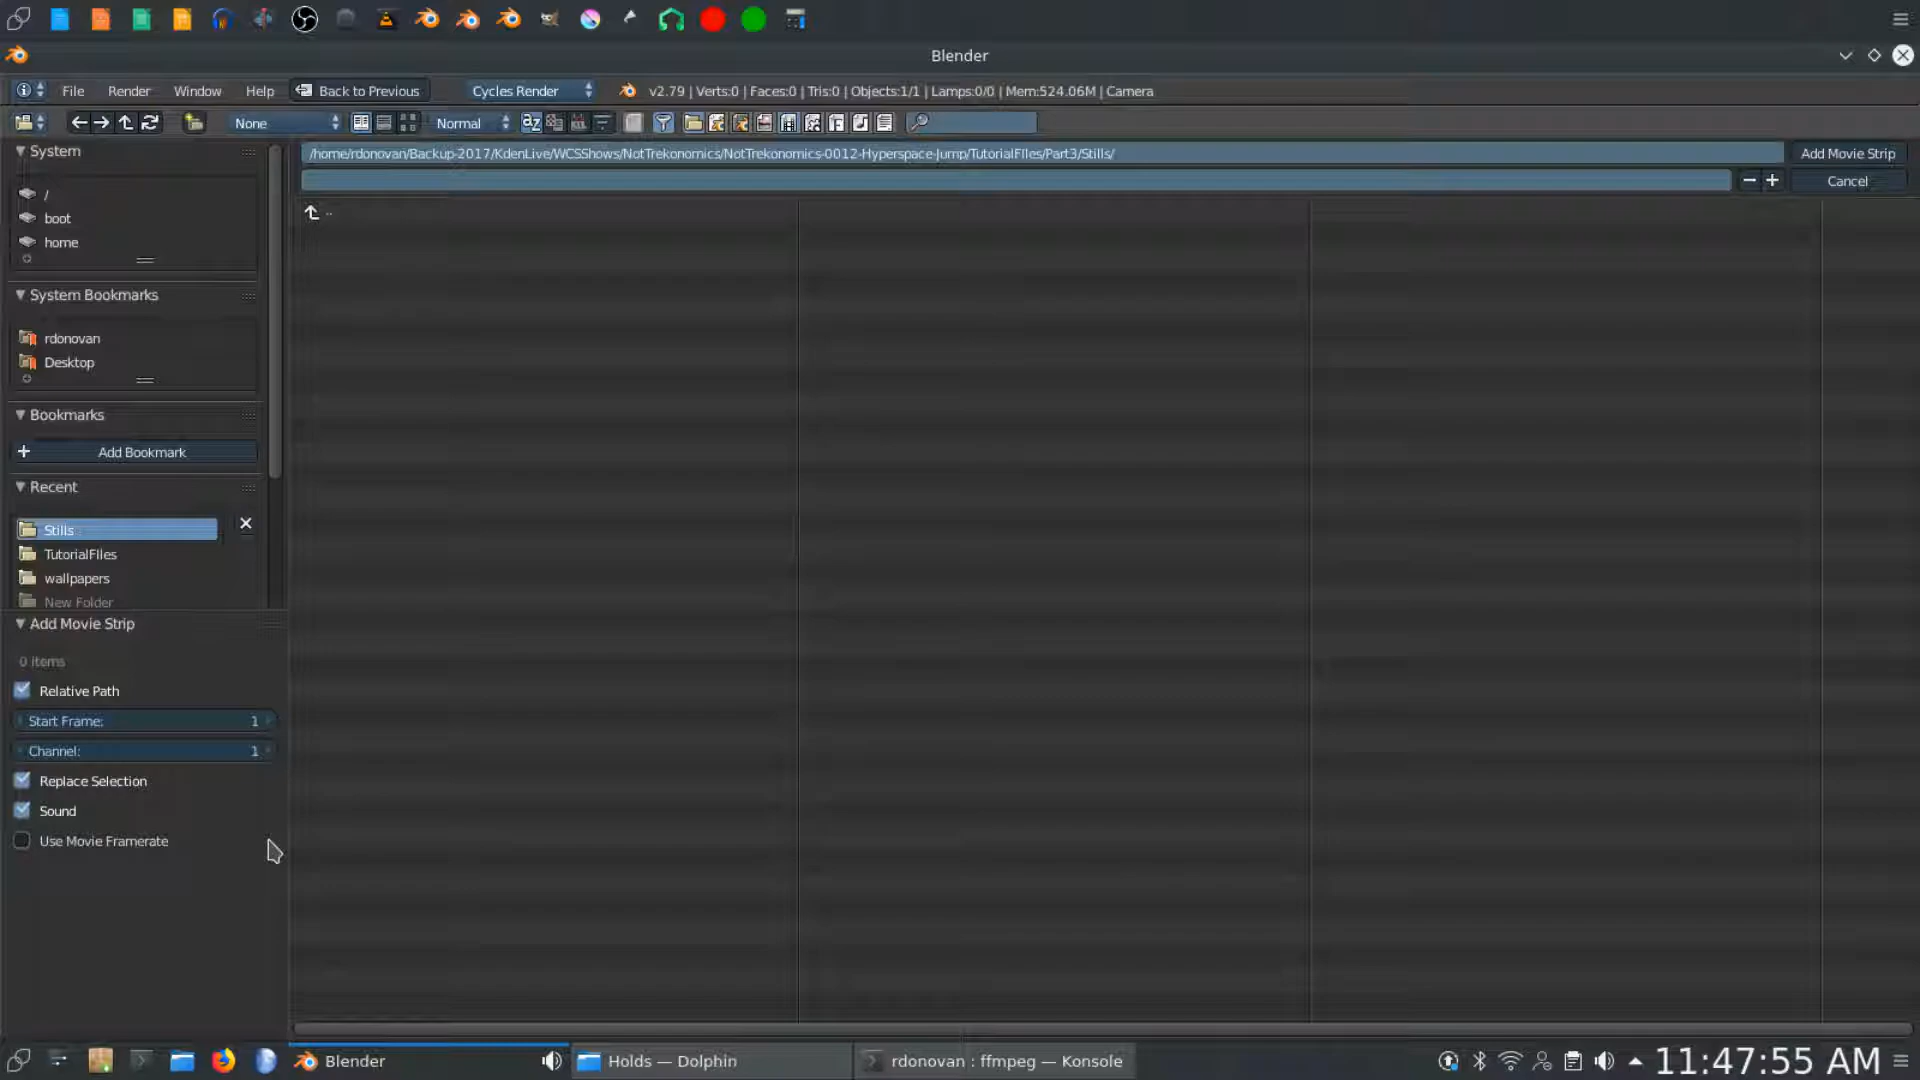 Blender
File Render Window Help Back to Previous Cycles Render v2.79 | Verts:0 | Faces:0 | Tris:0 | Objects:1/1 | Lamps:0/0 | Mem:524.06M | Camera
None Normal
System
/home/rdonovan/Backup-2017/KdenLive/WCSShows/NotTrekonomics/NotTrekonomics-0012-Hyperspace-Jump/TutorialFIles/Part3/Stills/
Add Movie Strip
Cancel
..
/
boot
home
System Bookmarks
rdonovan
Desktop
Bookmarks
Add Bookmark
Recent
Stills
TutorialFIles
wallpapers
New Folder
Add Movie Strip
0 items
Relative Path
Start Frame: 1
Channel: 1
Replace Selection
Sound
Use Movie Framerate
Blender Holds — Dolphin rdonovan : ffmpeg — Konsole 11:47:55 AM